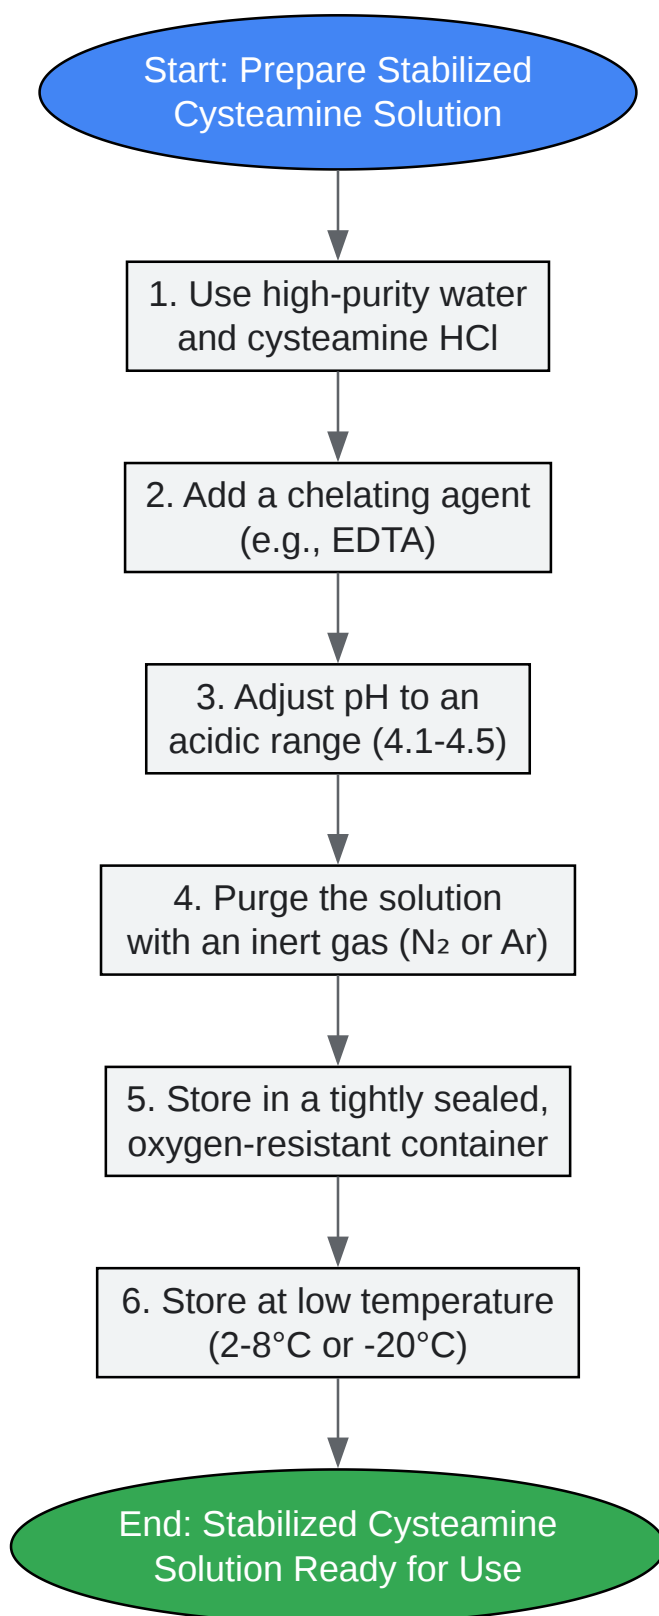 Start: Prepare Stabilized
Cysteamine Solution
1. Use high-purity water
and cysteamine HCl
2. Add a chelating agent
(e.g., EDTA)
3. Adjust pH to an
acidic range (4.1-4.5)
4. Purge the solution
with an inert gas (N₂ or Ar)
5. Store in a tightly sealed,
oxygen-resistant container
6. Store at low temperature
(2-8°C or -20°C)
End: Stabilized Cysteamine
Solution Ready for Use